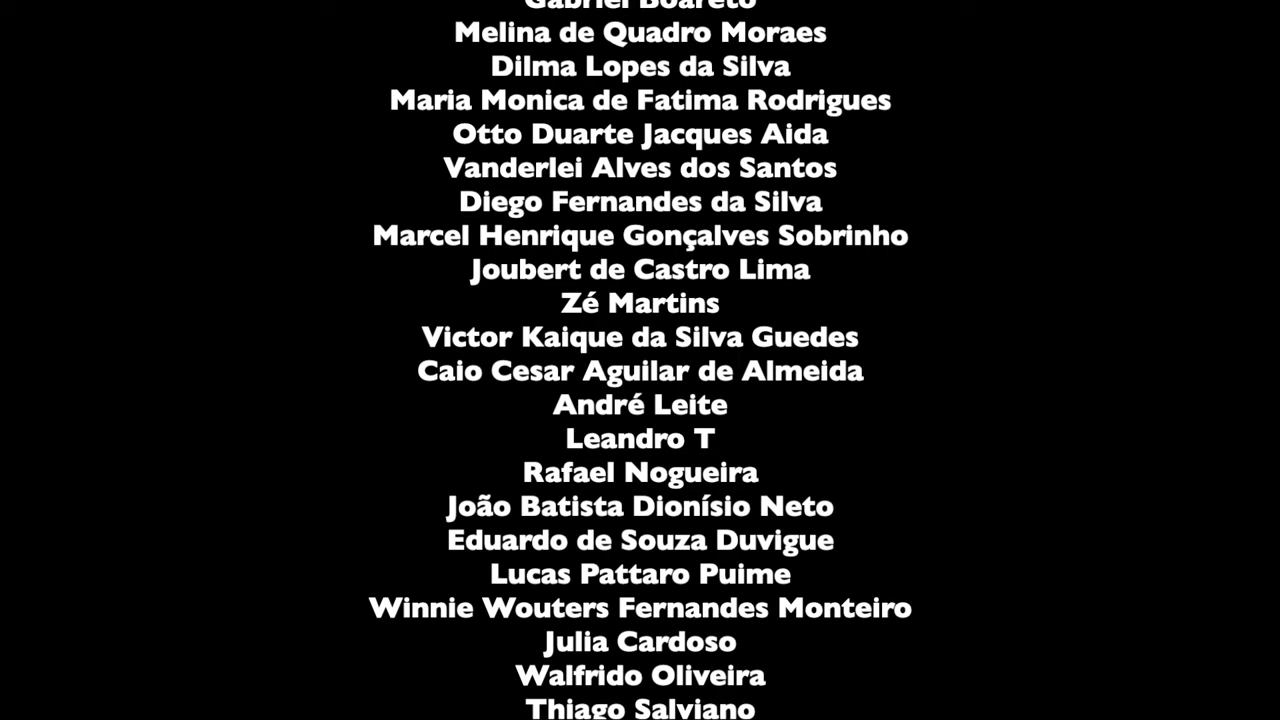 Gabriel Boareto
Melina de Quadro Moraes
Dilma Lopes da Silva
Maria Monica de Fatima Rodrigues
Otto Duarte Jacques Aida
Vanderlei Alves dos Santos
Diego Fernandes da Silva
Marcel Henrique Gonçalves Sobrinho
Joubert de Castro Lima
Zé Martins
Victor Kaique da Silva Guedes
Caio Cesar Aguilar de Almeida
André Leite
Leandro T
Rafael Nogueira
João Batista Dionísio Neto
Eduardo de Souza Duvigue
Lucas Pattaro Puime
Winnie Wouters Fernandes Monteiro
Julia Cardoso
Walfrido Oliveira
Thiago Salviano